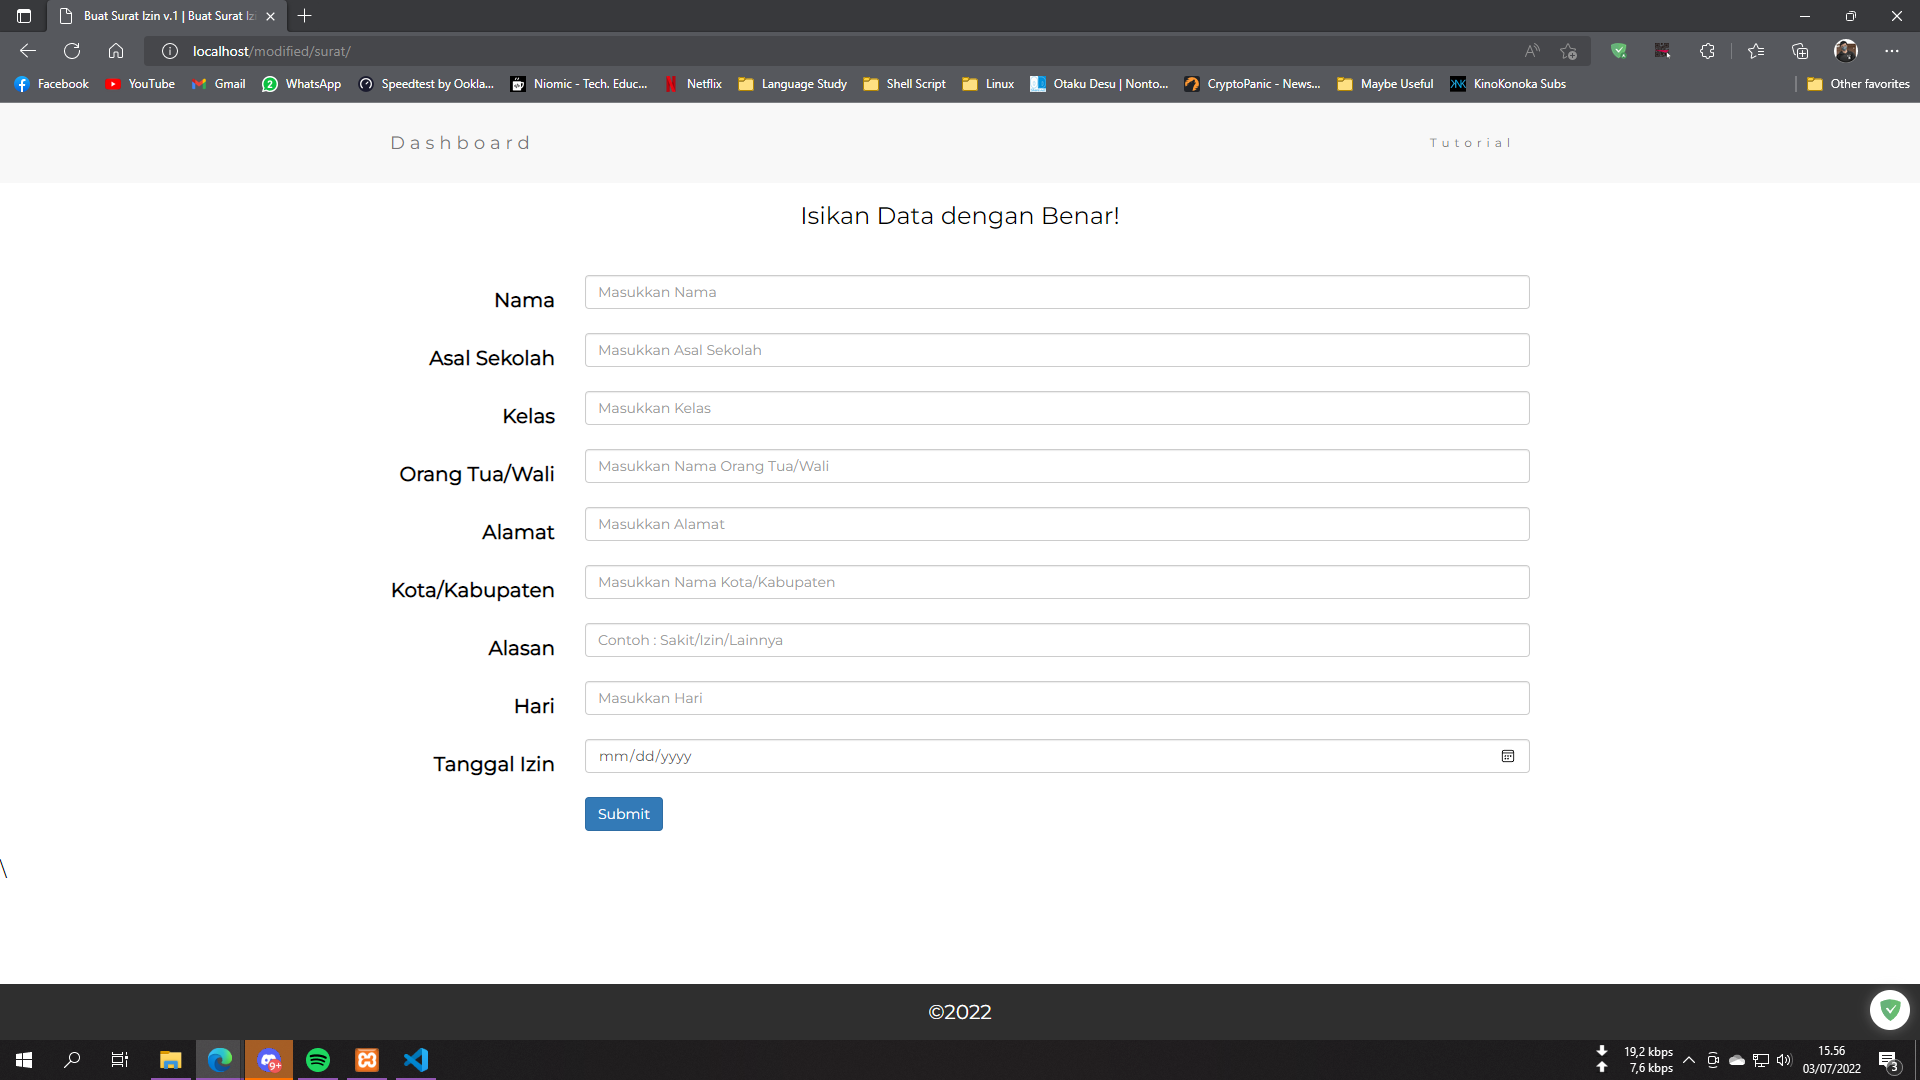 Buat Surat Izin v.1 | Buat Surat Izi
localhost/modified/surat/
Facebook
YouTube
Gmail
WhatsApp
Speedtest by Ookla...
Niomic - Tech. Educ...
Netflix
Language Study
Shell Script
Linux
Otaku Desu | Nonto...
CryptoPanic - News...
Maybe Useful
KinoKonoka Subs
Other favorites
Dashboard
Tutorial
Isikan Data dengan Benar!
Nama
Masukkan Nama
Asal Sekolah
Masukkan Asal Sekolah
Kelas
Masukkan Kelas
Orang Tua/Wali
Masukkan Nama Orang Tua/Wali
Alamat
Masukkan Alamat
Kota/Kabupaten
Masukkan Nama Kota/Kabupaten
Alasan
Contoh : Sakit/Izin/Lainnya
Hari
Masukkan Hari
Tanggal Izin
mm/dd/yyyy
Submit
\
©2022
9+
19,2 kbps
7,6 kbps
15.56
03/07/2022
3